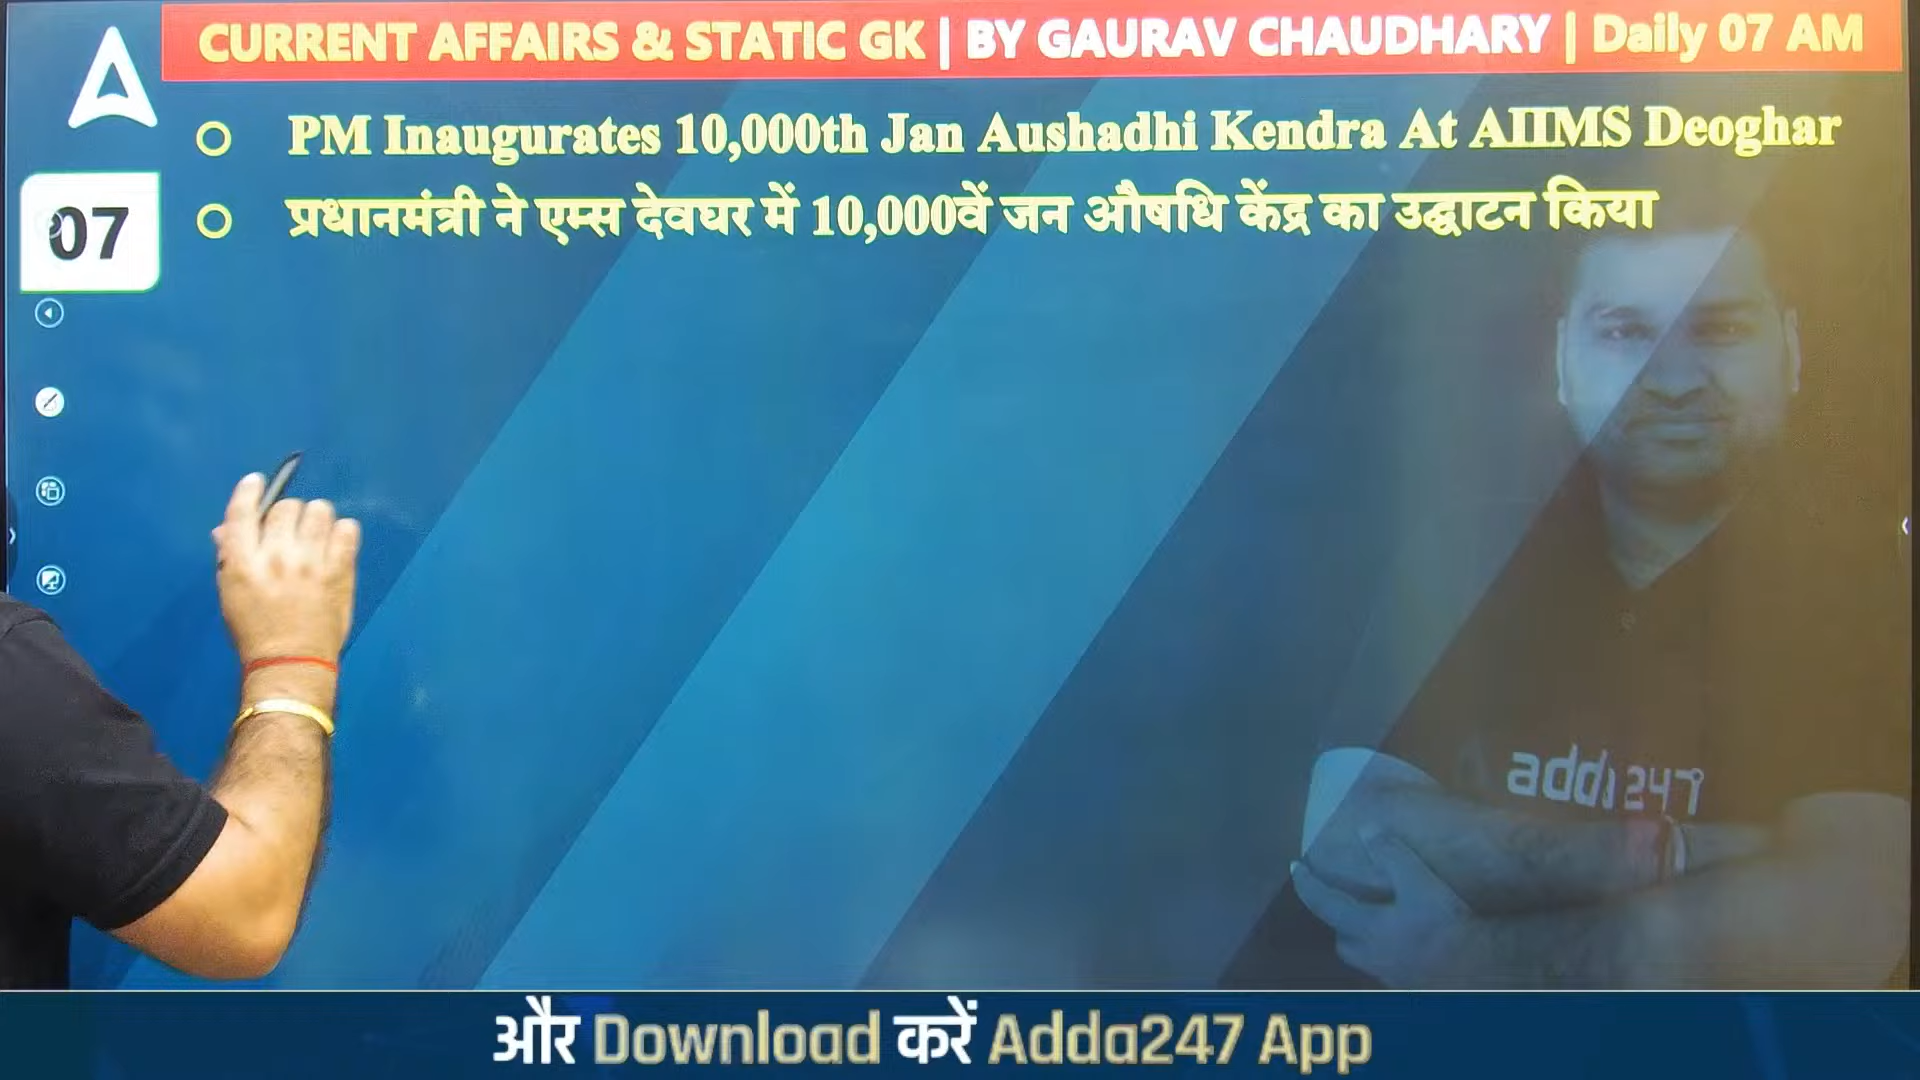 CURRENT AFFAIRS & STATIC GK | BY GAURAV CHAUDHARY | Daily 07 AM
PM Inaugurates 10,000th Jan Aushadhi Kendra At AIIMS Deoghar
07
प्रधानमंत्री ने एम्स देवघर में 10,000वें जन औषधि केंद्र का उद्घाटन किया
adda247
और Download करें Adda247 App